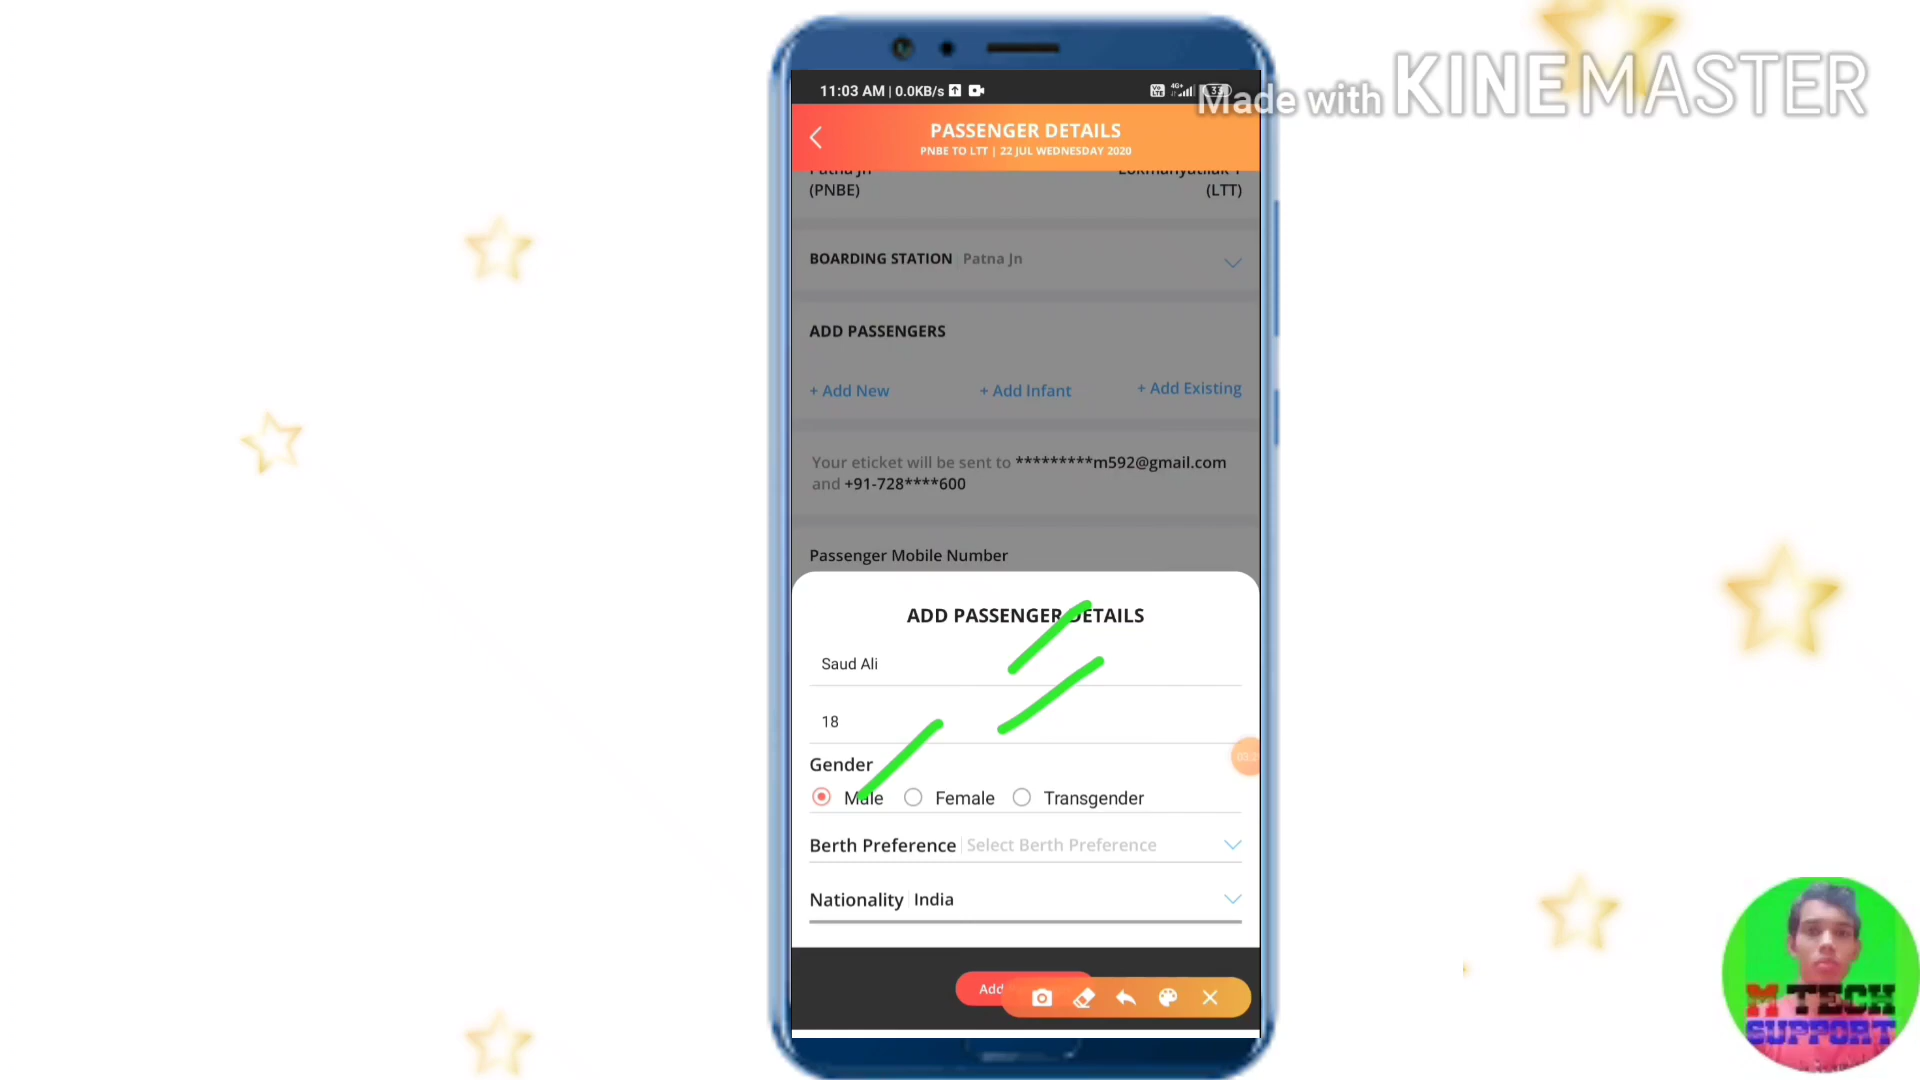 11:03 AM | 0.0KB/s
Made with KINEMASTER
PASSENGER DETAILS
PNBE TO LTT | 22 JUL WEDNESDAY 2020
(PNBE)
(LTT)
BOARDING STATION Patna Jn
ADD PASSENGERS
+ Add New
+ Add Infant
+ Add Existing
Your eticket will be sent to *********m592@gmail.com
and +91-728****600
Passenger Mobile Number
ADD PASSENGER DETAILS
Saud Ali
18
Gender
Male
Female
Transgender
Berth Preference Select Berth Preference
Nationality India
Add
M TECH
SUPPORT